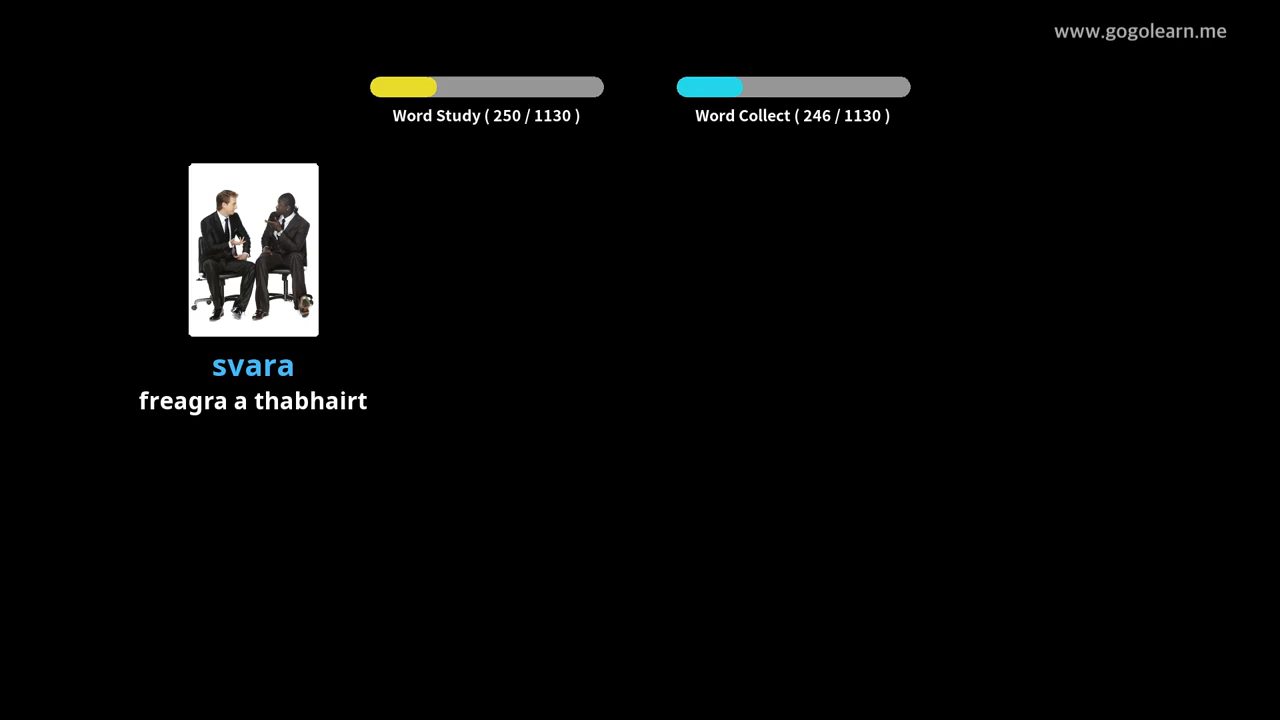 www.gogolearn.me
Word Study ( 250 / 1130 )
Word Collect ( 246 / 1130 )
svara
freagra a thabhairt